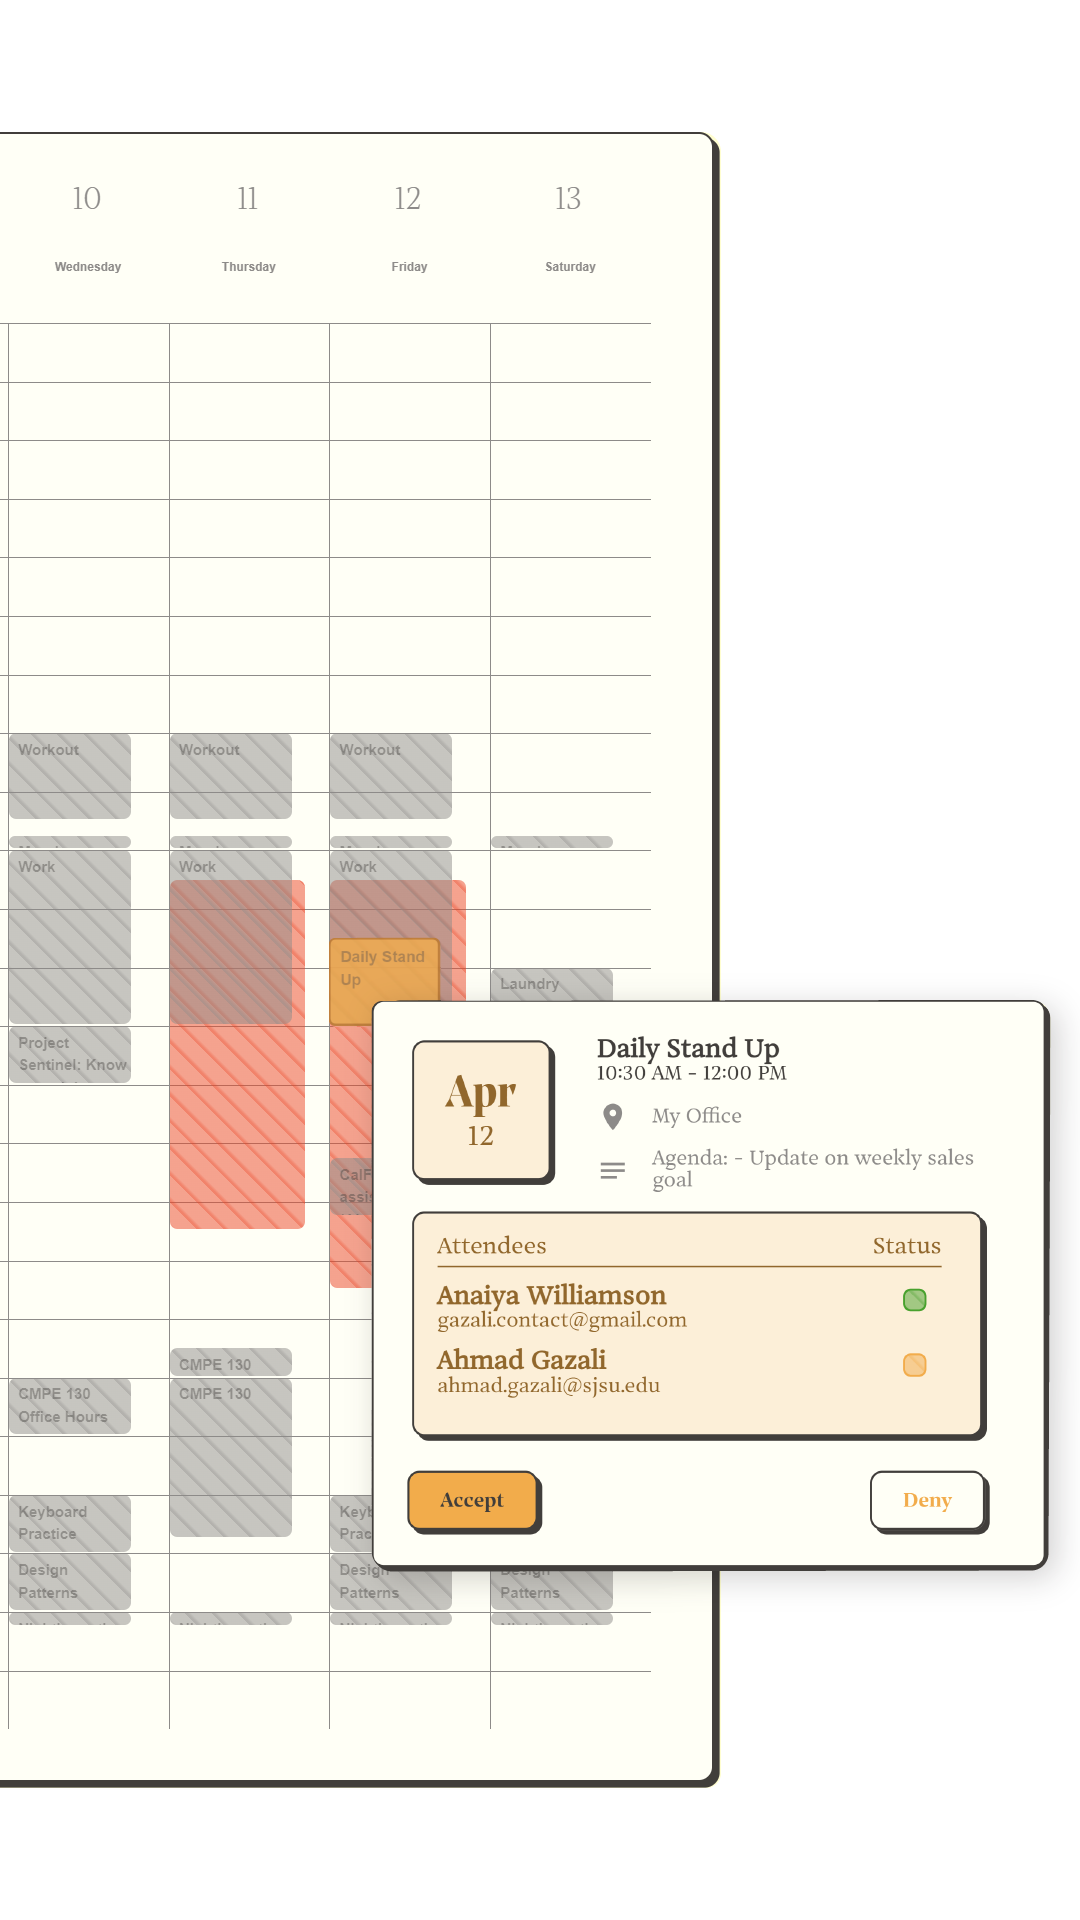 10 11 12 13
Wednesday Thursday Friday Saturday
Workout Workout Workout
Work Work Work
Daily Stand
Up
Laundry
Project
Sentinel: Know
CMPE 130
CMPE 130 CMPE 130
Office Hours
Keyboard
Practice
Design Design Design
Patterns Patterns Patterns
Daily Stand Up
10:30 AM - 12:00 PM
Apr
12
My Office
Agenda: - Update on weekly sales
goal
Attendees Status
Anaiya Williamson
gazali.contact@gmail.com
Ahmad Gazali
ahmad.gazali@sjsu.edu
Accept Deny